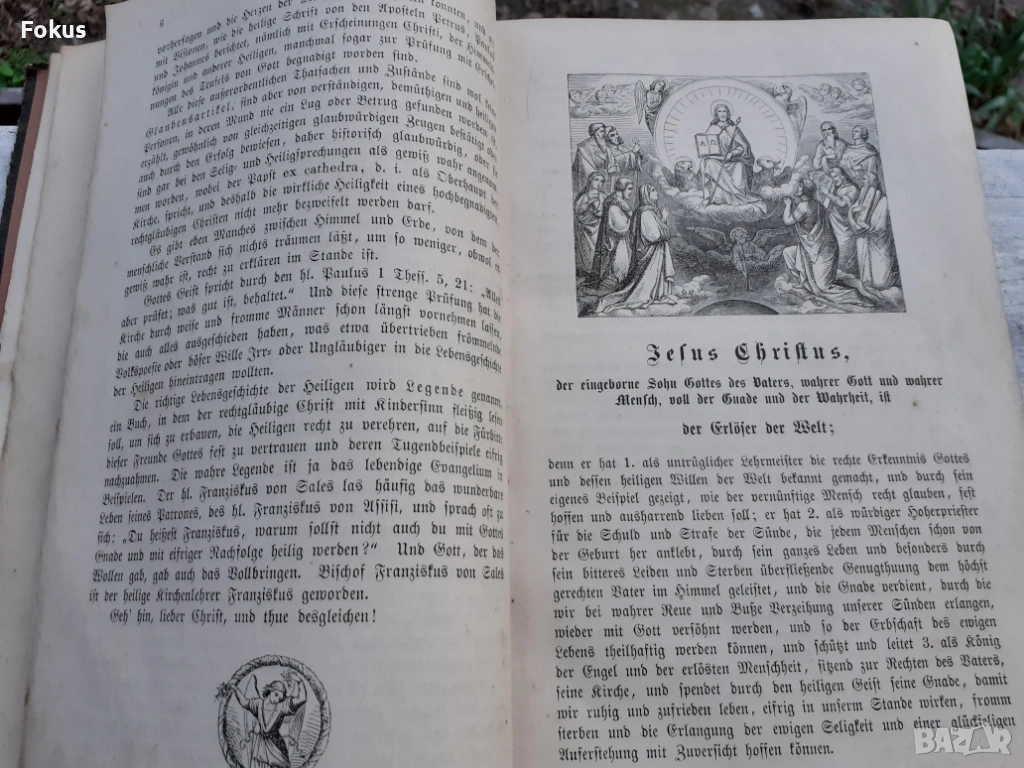 Fokus
6
vorhersagen und die Herzen der
mit Visionen, wie die heilige Schrift von den Aposteln Petrus, Paulus
und Johannes berichtet, nämlich mit Erscheinungen Christi, der Himmels-
königin und anderer Heiligen, manchmal sogar zur Prüfung mit Erschei-
nungen des Teufels von Gott begnadigt worden sind.
Alle diese außerordentlichen Thatsachen und Zustände sind wol
Glaubensartikel, sind aber von verständigen, demüthigen und heiligen
Personen, in deren Mund nie ein Lug oder Betrug gefunden worden ist,
erzählt, gewöhnlich von gleichzeitigen glaubwürdigen Zeugen bestätigt oder
auch durch den Erfolg bewiesen, daher historisch glaubwürdig, oder sie
sind gar bei den Selig- und Heiligsprechungen als gewiß wahr angenom-
men worden, wobei der Papst ex cathedra, d. i. als Oberhaupt der
Kirche, spricht, und deshalb die wirkliche Heiligkeit eines hochbegnadigten
rechtgläubigen Christen nicht mehr bezweifelt werden darf.
Es gibt eben Manches zwischen Himmel und Erde, von dem der
menschliche Verstand sich nichts träumen läßt, um so weniger, obwol es
gewiß wahr ist, recht zu erklären im Stande ist.
Gottes Geist spricht durch den hl. Paulus 1 Thess. 5, 21: „Alles
aber prüfet; was gut ist, behaltet.“ Und diese strenge Prüfung hat die
Kirche durch weise und fromme Männer schon längst vornehmen lassen,
die auch alles ausgeschieden haben, was etwa übertrieben frömmelnde
Volkspoesie oder böser Wille Irr- oder Ungläubiger in die Lebensgeschichte
der Heiligen hineintragen wollten.
Die richtige Lebensgeschichte der Heiligen wird Legende genannt,
ein Buch, in dem der rechtgläubige Christ mit Kindersinn fleißig lesen
soll, um sich zu erbauen, die Heiligen recht zu verehren, auf die Fürbitte
dieser Freunde Gottes fest zu vertrauen und deren Tugendbeispiele eifrig
nachzuahmen. Die wahre Legende ist ja das lebendige Evangelium in
Beispielen. Der hl. Franziskus von Sales las häufig das wunderbare
Leben seines Patrones, des hl. Franziskus von Assisi, und sprach oft zu
sich: „Du heißest Franziskus, warum sollst nicht auch du mit Gottes
Gnade und mit eifriger Nachfolge heilig werden?“ Und Gott, der das
Wollen gab, gab auch das Vollbringen. Bischof Franziskus von Sales
ist der heilige Kirchenlehrer Franziskus geworden.
Geh' hin, lieber Christ, und thue desgleichen!
Jesus Christus,
der eingeborne Sohn Gottes des Vaters, wahrer Gott und wahrer
Mensch, voll der Gnade und der Wahrheit, ist
der Erlöser der Welt;
denn er hat 1. als untrüglicher Lehrmeister die rechte Erkenntnis Gottes
und dessen heiligen Willen der Welt bekannt gemacht, und durch sein
eigenes Beispiel gezeigt, wie der vernünftige Mensch recht glauben, fest
hoffen und ausharrend lieben soll; er hat 2. als würdiger Hoherpriester
für die Schuld und Strafe der Sünde, die jedem Menschen schon von
der Geburt her anklebt, durch sein ganzes Leben und besonders durch
sein bitteres Leiden und Sterben überfließende Genugthuung dem höchst
gerechten Vater im Himmel geleistet, und die Gnade verdient, durch die
wir bei wahrer Reue und Buße Verzeihung unserer Sünden erlangen,
wieder mit Gott versöhnt werden, und so der Erbschaft des ewigen
Lebens theilhaftig werden können, und schützt und leitet 3. als König
der Engel und der erlösten Menschheit, sitzend zur Rechten des Vaters,
seine Kirche, und spendet durch den heiligen Geist seine Gnade, damit
wir ruhig und zufrieden leben, eifrig in unserm Stande wirken, fromm
sterben und die Erlangung der ewigen Seligkeit und einer glückseligen
Auferstehung mit Zuversicht hoffen können.
BAZAR